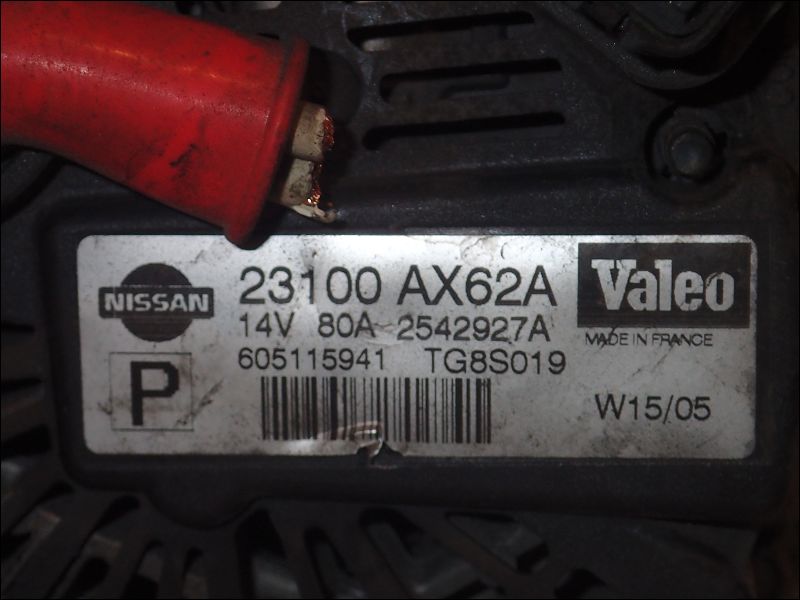 NISSAN
23100 AX62A
Valeo
14V 80A 2542927A
MADE IN FRANCE
605115941 TG8S019
P
W15/05